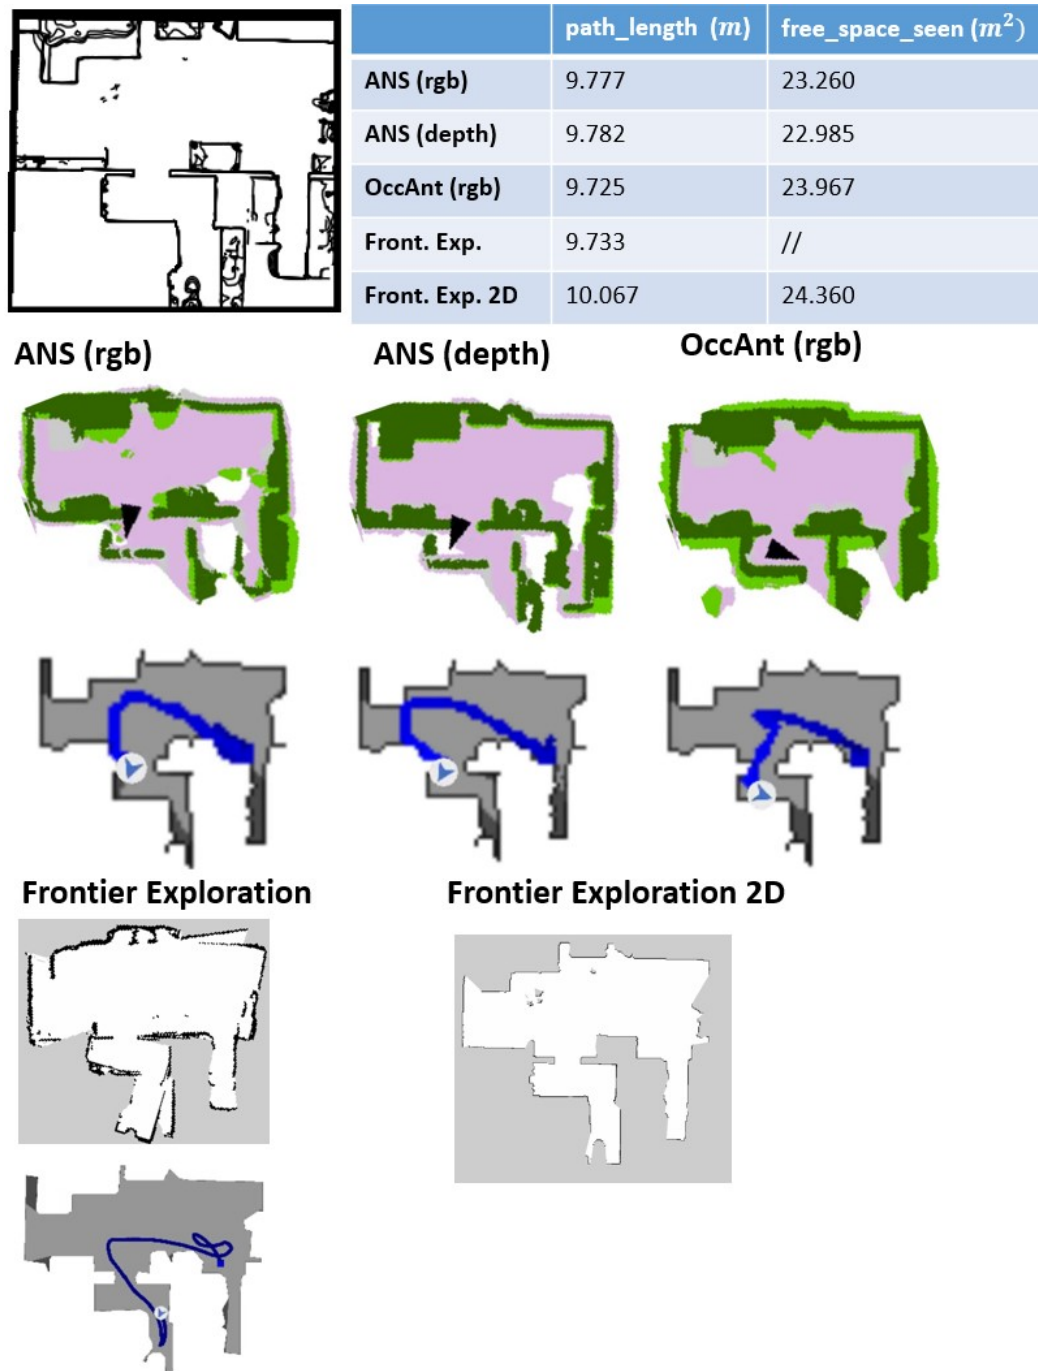 path_length (m) free_space_seen (m²)
ANS (rgb) 9.777 23.260
ANS (depth) 9.782 22.985
OccAnt (rgb) 9.725 23.967
Front. Exp. 9.733 //
Front. Exp. 2D 10.067 24.360
ANS (rgb)
ANS (depth)
OccAnt (rgb)
Frontier Exploration
Frontier Exploration 2D